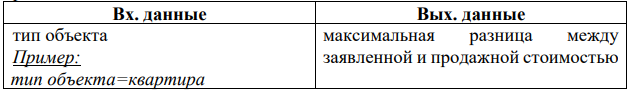 Вх. данные
Вых. данные
тип объекта
Пример:
тип объекта=квартира
максимальная разница между
заявленной и продажной стоимостью